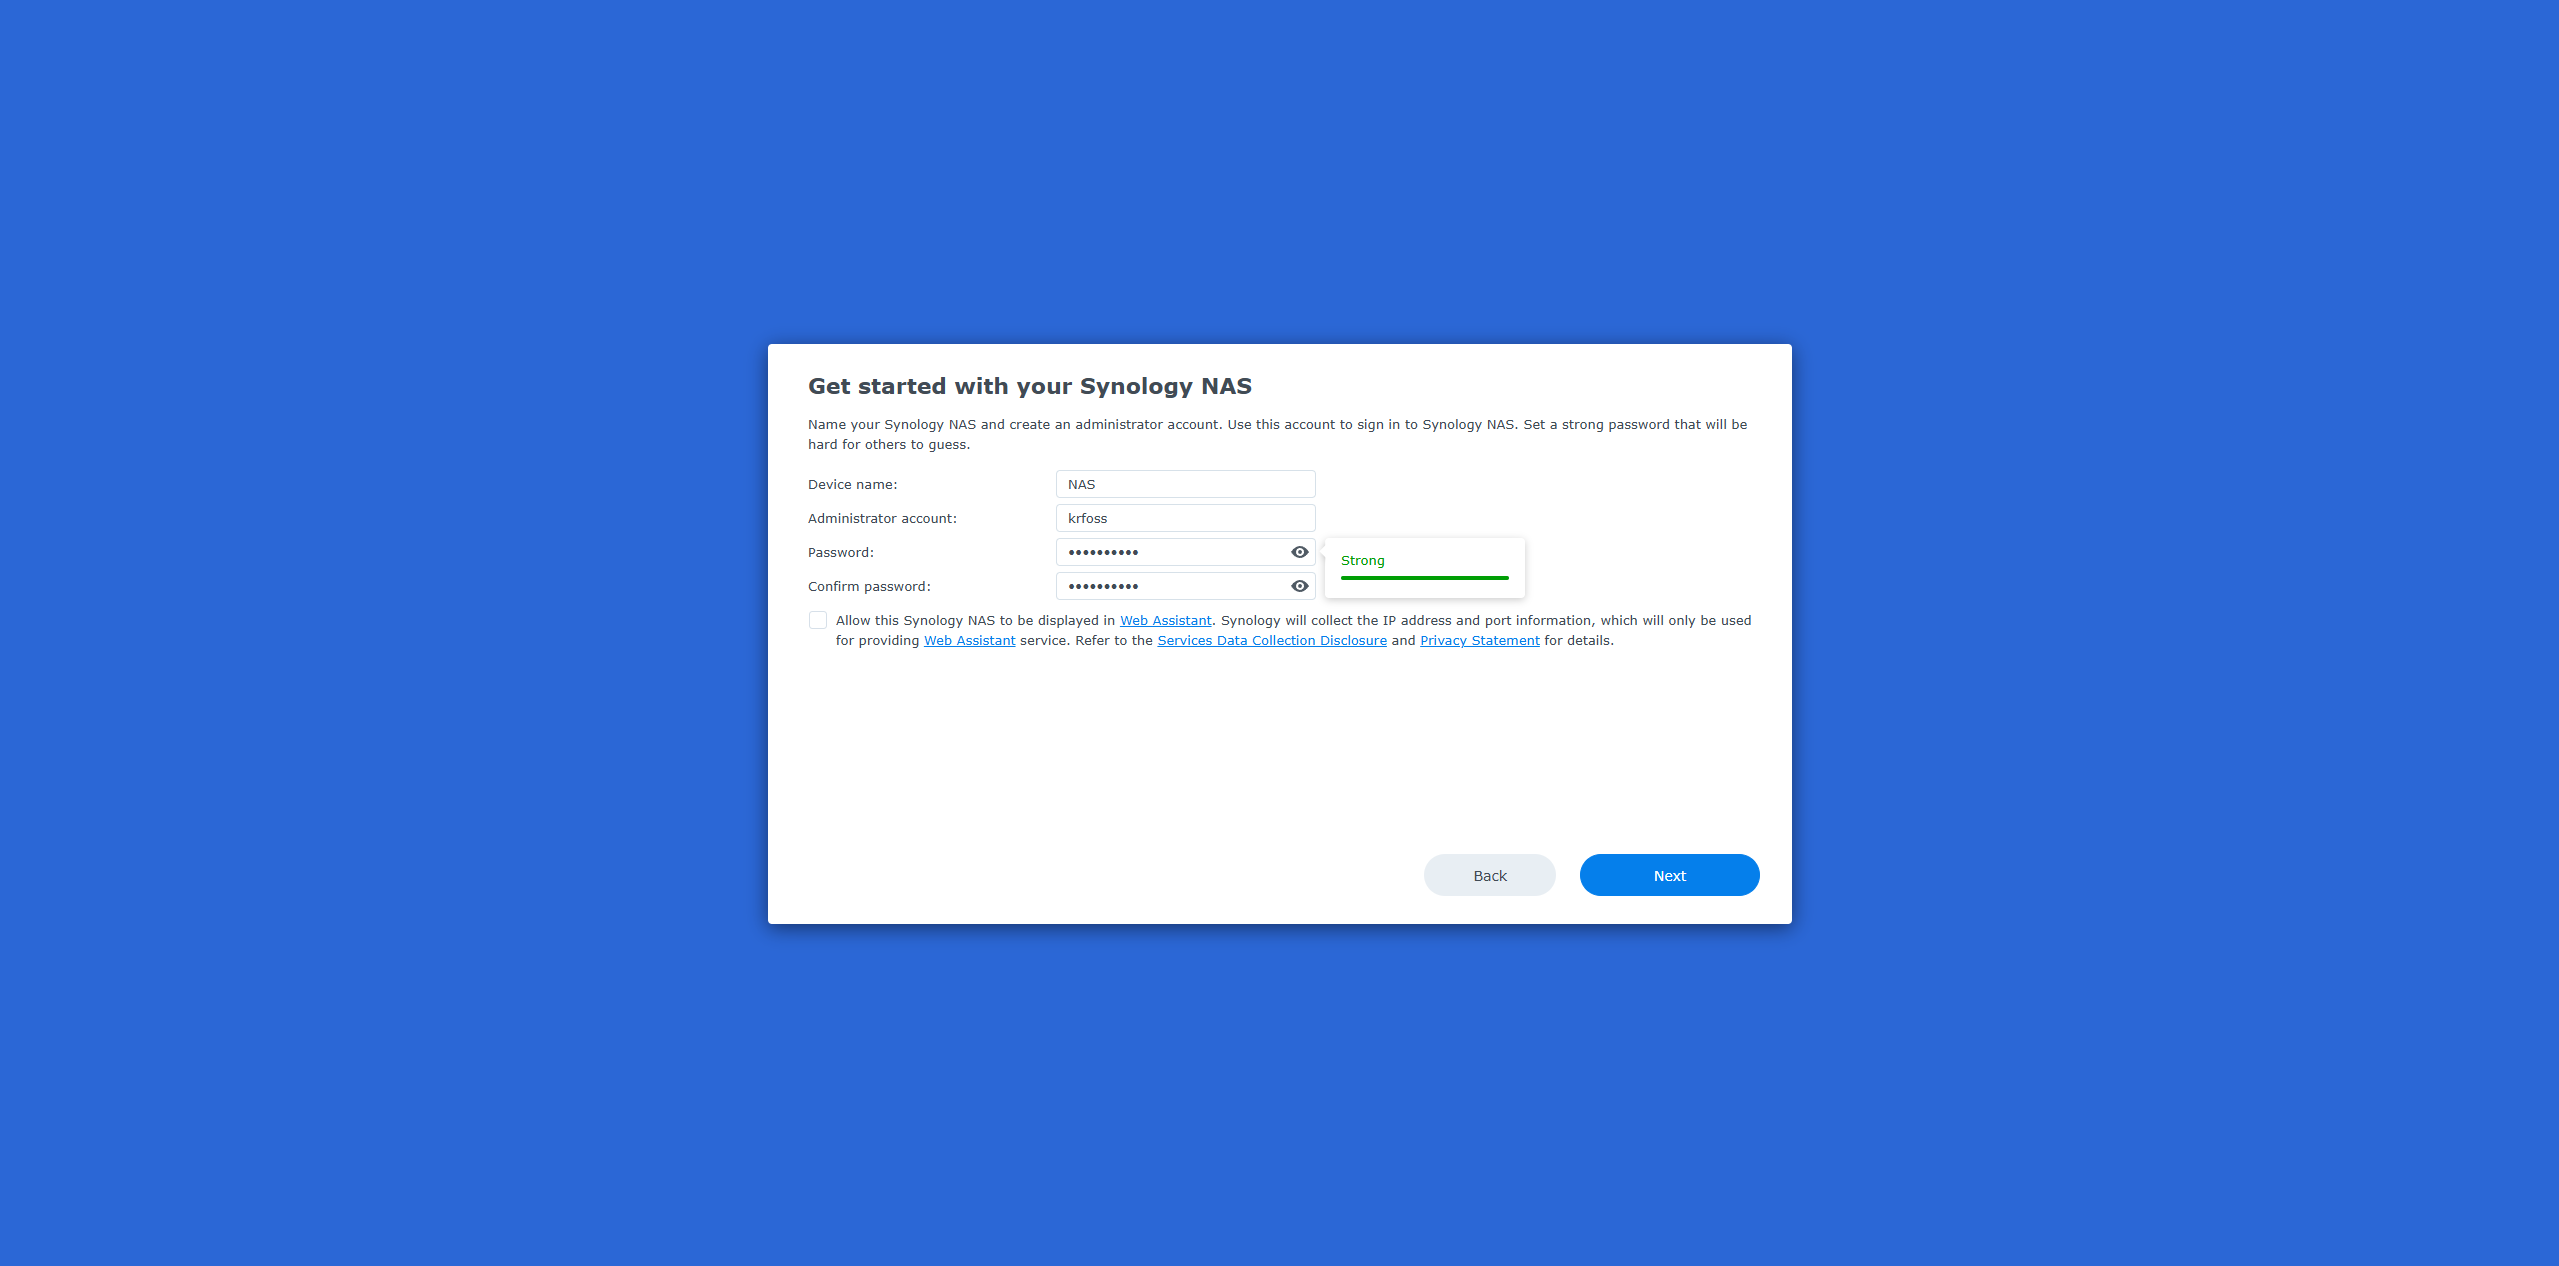 Get started with your Synology NAS
Name your Synology NAS and create an administrator account. Use this account to sign in to Synology NAS. Set a strong password that will be
hard for others to guess.
Device name: NAS
Administrator account: krfoss
Password: ••••••••••
Strong
Confirm password: ••••••••••
Allow this Synology NAS to be displayed in Web Assistant. Synology will collect the IP address and port information, which will only be used
for providing Web Assistant service. Refer to the Services Data Collection Disclosure and Privacy Statement for details.
Back Next